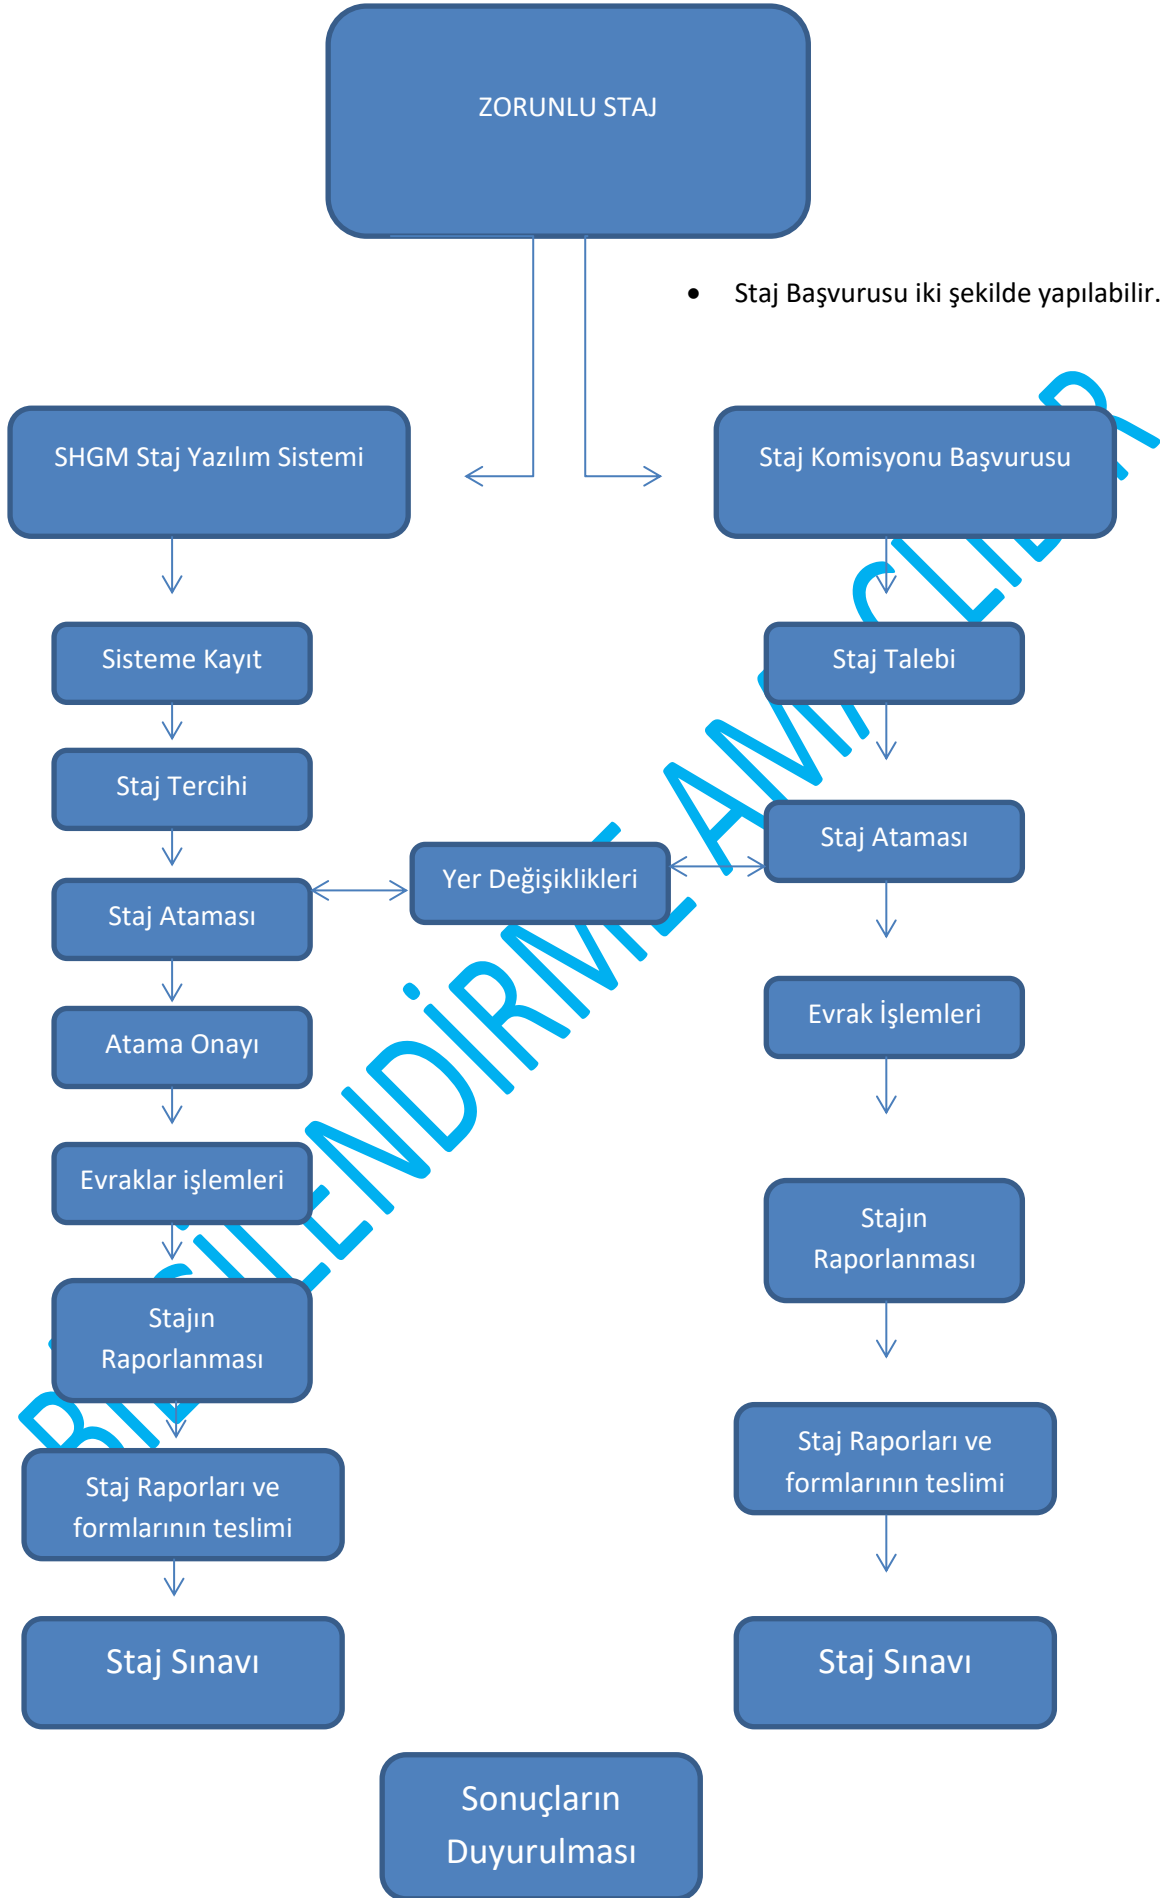 ZORUNLU STAJ
• Staj Başvurusu iki şekilde yapılabilir.
SHGM Staj Yazılım Sistemi
Staj Komisyonu Başvurusu
Sisteme Kayıt
Staj Talebi
Staj Tercihi
Staj Ataması
Yer Değişiklikleri
Staj Ataması
Atama Onayı
Evrak İşlemleri
Evraklar işlemleri
Stajın
Raporlanması
Stajın
Raporlanması
Staj Raporları ve
formlarının teslimi
Staj Raporları ve
formlarının teslimi
Staj Sınavı
Staj Sınavı
Sonuçların
Duyurulması